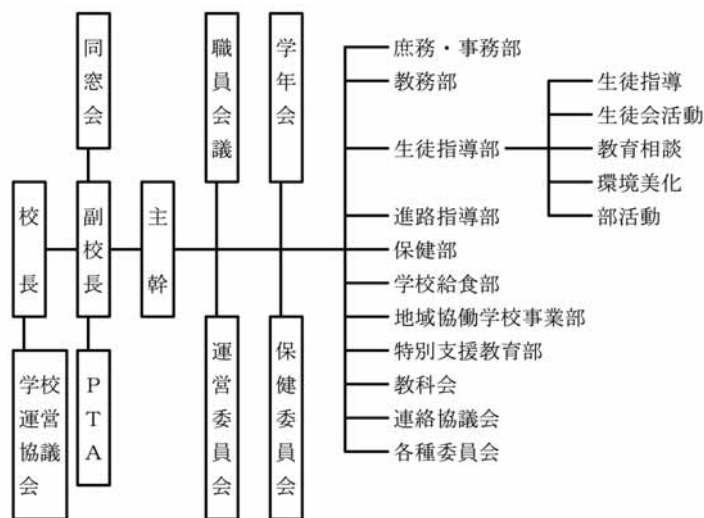 同窓会
職員会議
学年会
校長
副校長
主幹
学校
運営
協議
会
PTA
運営委員会
保健委員会
庶務・事務部
教務部
生徒指導部
進路指導部
保健部
学校給食部
地域協働学校事業部
特別支援教育部
教科会
連絡協議会
各種委員会
生徒指導
生徒会活動
教育相談
環境美化
部活動